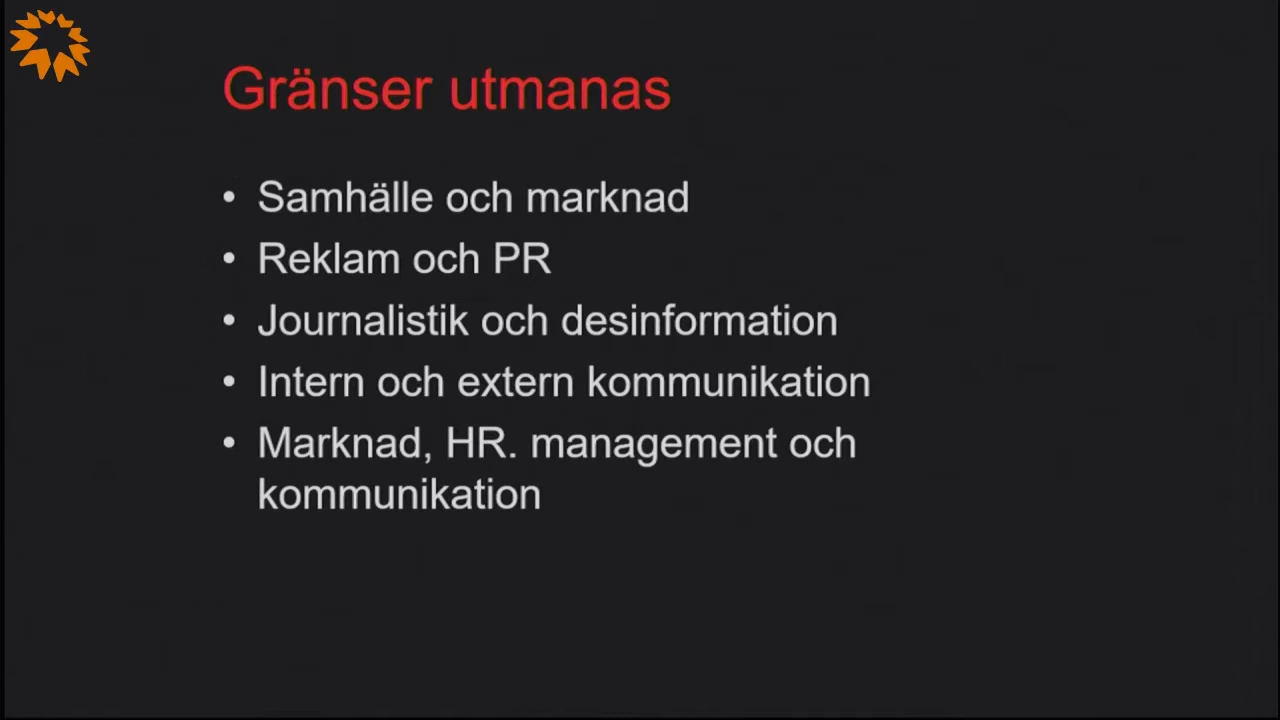 Gränser utmanas
• Samhälle och marknad
• Reklam och PR
• Journalistik och desinformation
• Intern och extern kommunikation
• Marknad, HR. management och
kommunikation